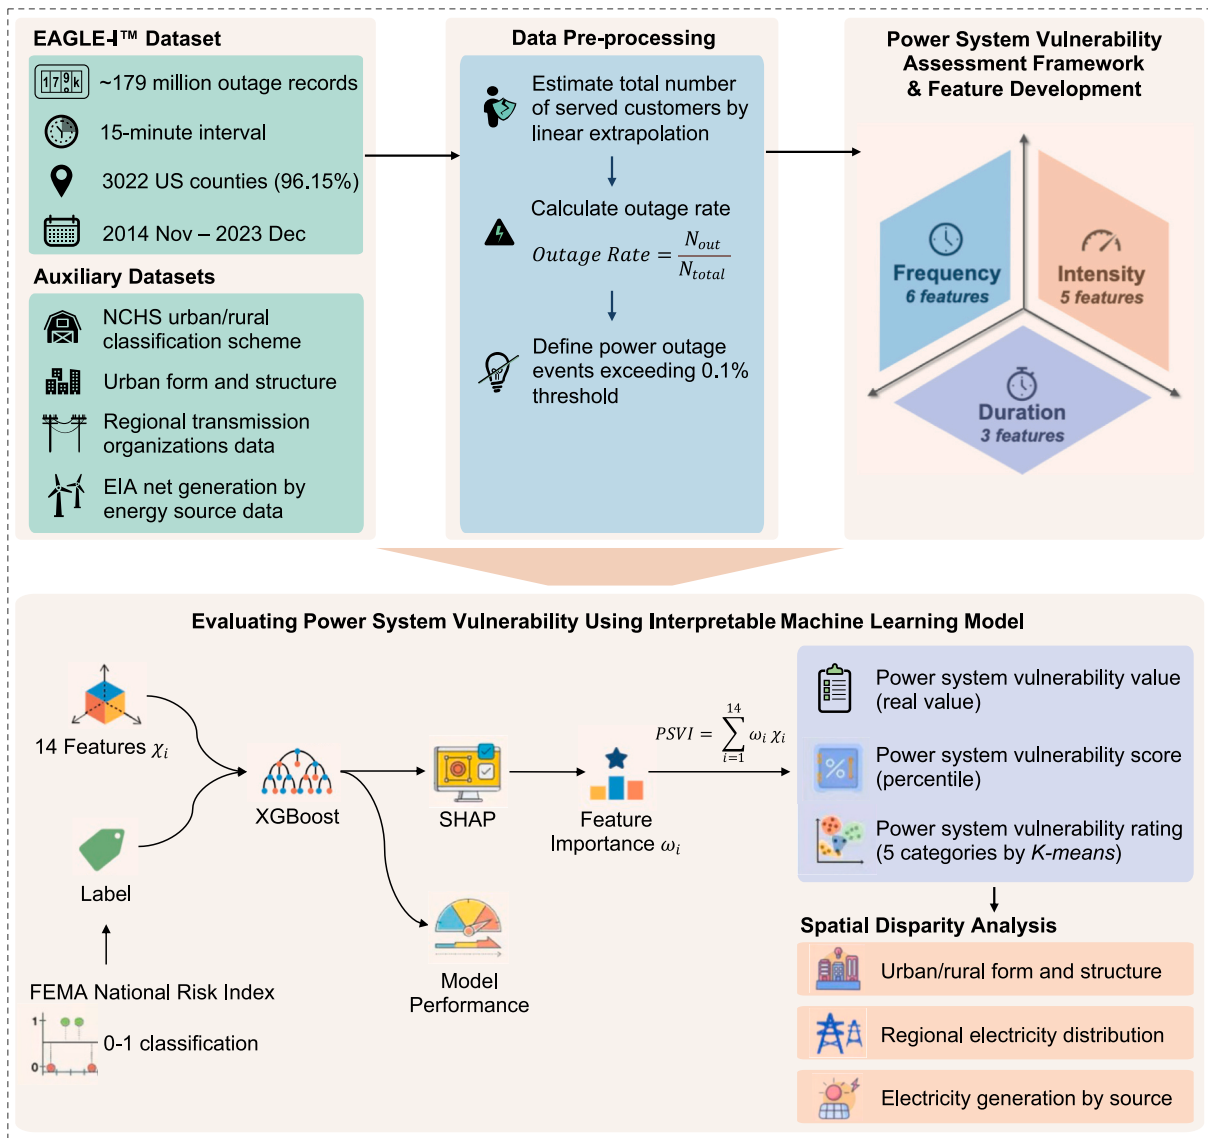 EAGLE-I™ Dataset
179k
~179 million outage records
15-minute interval
3022 US counties (96.15%)
2014 Nov – 2023 Dec
Auxiliary Datasets
NCHS urban/rural
classification scheme
Urban form and structure
Regional transmission
organizations data
EIA net generation by
energy source data
Data Pre-processing
Estimate total number
of served customers by
linear extrapolation
Calculate outage rate
Outage Rate = N_out / N_total
Define power outage
events exceeding 0.1%
threshold
Power System Vulnerability
Assessment Framework
& Feature Development
Frequency
6 features
Intensity
5 features
Duration
3 features
Evaluating Power System Vulnerability Using Interpretable Machine Learning Model
14 Features χ_i
Label
FEMA National Risk Index
1
0
0-1 classification
XGBoost
SHAP
Model
Performance
Feature
Importance ω_i
PSVI = ∑_{i=1}^{14} ω_i χ_i
Power system vulnerability value
(real value)
%
Power system vulnerability score
(percentile)
Power system vulnerability rating
(5 categories by K-means)
Spatial Disparity Analysis
Urban/rural form and structure
Regional electricity distribution
Electricity generation by source